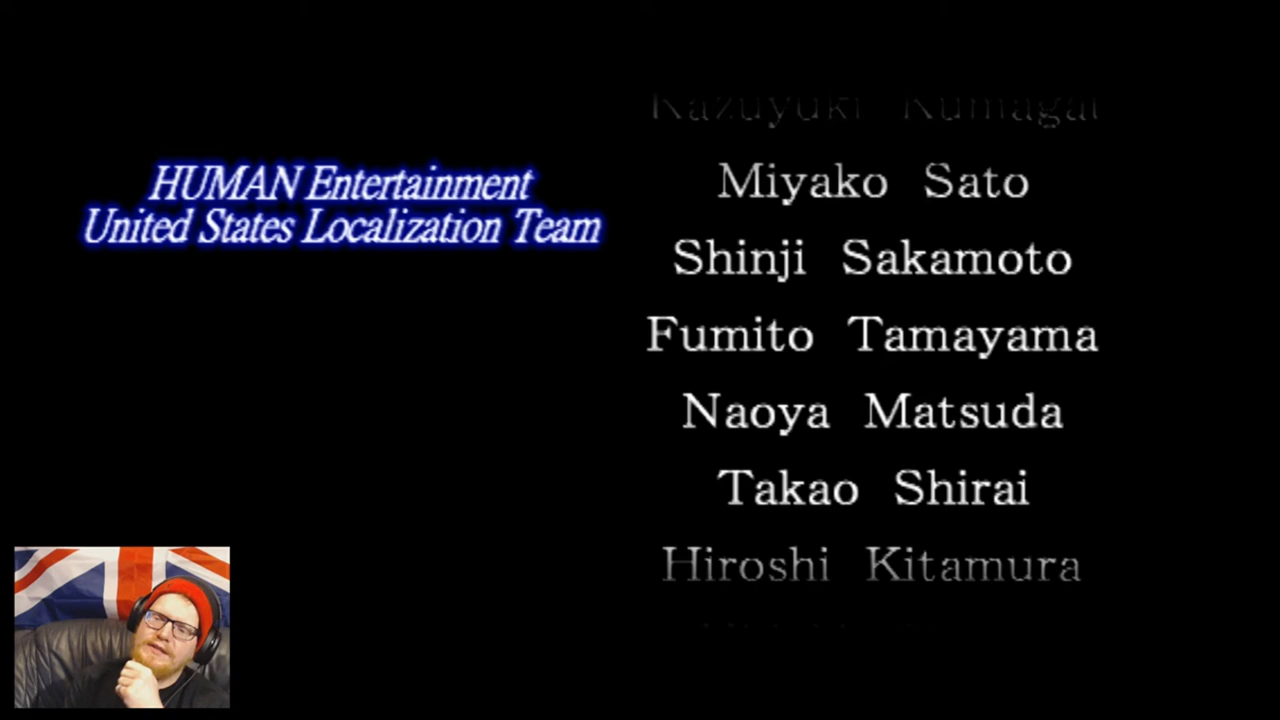 HUMAN Entertainment
United States Localization Team
Kazuyuki Kumagai
Miyako Sato
Shinji Sakamoto
Fumito Tamayama
Naoya Matsuda
Takao Shirai
Hiroshi Kitamura